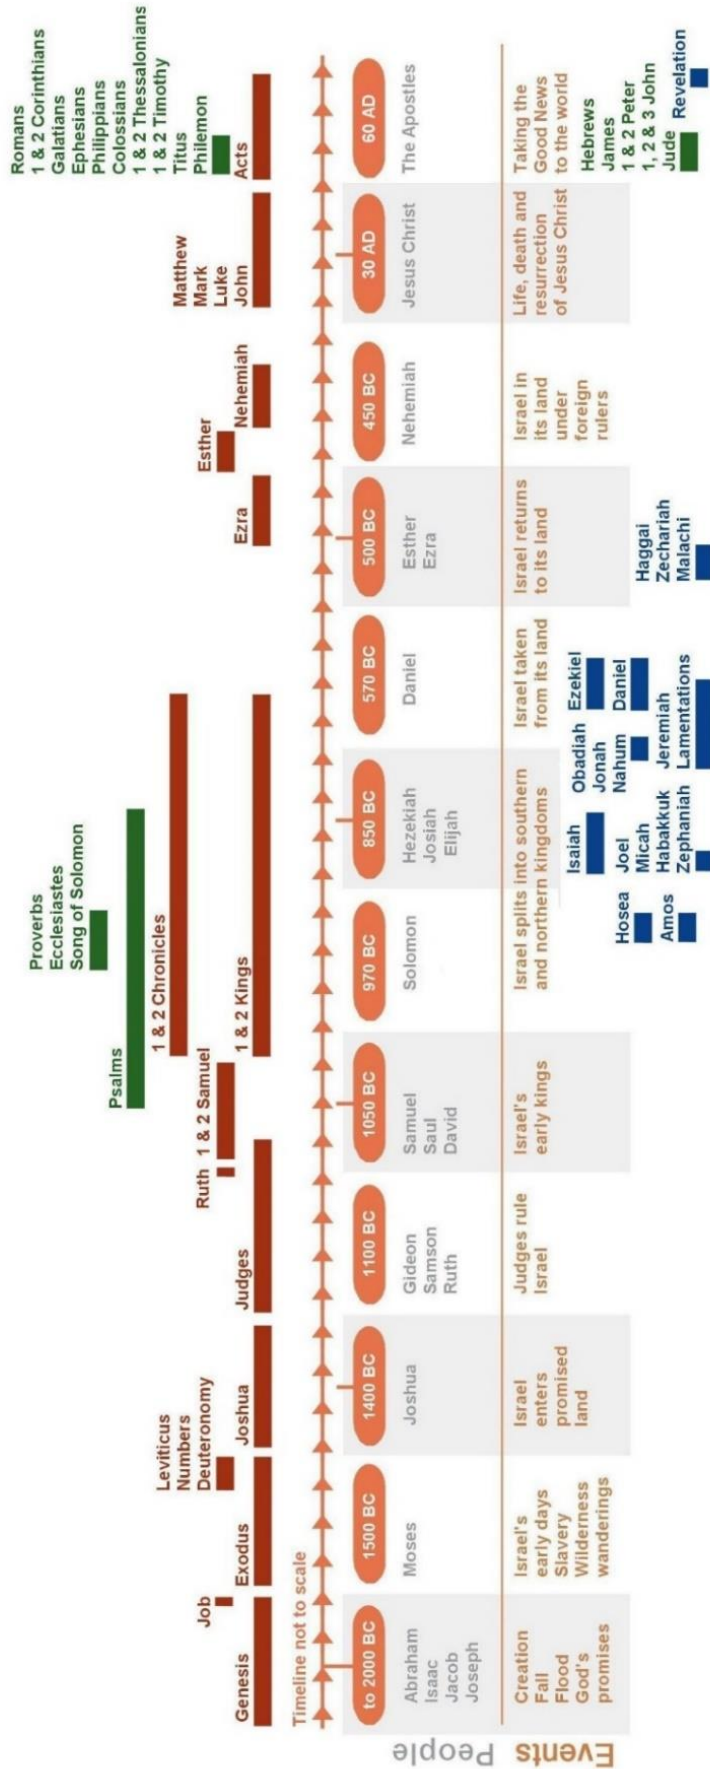 Proverbs
Ecclesiastes
Song of Solomon
Psalms
1 & 2 Chronicles
Romans
1 & 2 Corinthians
Galatians
Ephesians
Philippians
Colossians
1 & 2 Thessalonians
1 & 2 Timothy
Titus
Philemon
Leviticus
Numbers
Deuteronomy
Job
Ruth
1 & 2 Samuel
Esther
Matthew
Mark
Luke
John
Genesis
Exodus
Joshua
Judges
1 & 2 Kings
Ezra
Nehemiah
Acts
Timeline not to scale
to 2000 BC
1500 BC
1400 BC
1100 BC
1050 BC
970 BC
850 BC
570 BC
500 BC
450 BC
30 AD
60 AD
People
Abraham
Isaac
Jacob
Joseph
Moses
Joshua
Gideon
Samson
Ruth
Samuel
Saul
David
Solomon
Hezekiah
Josiah
Elijah
Daniel
Esther
Ezra
Nehemiah
Jesus Christ
The Apostles
Events
Creation
Fall
Flood
God's
promises
Israel's
early days
Slavery
Wilderness
wanderings
Israel
enters
promised
land
Judges rule
Israel
Israel's
early kings
Israel splits into southern
and northern kingdoms
Israel taken
from its land
Israel returns
to its land
Israel in
its land
under
foreign
rulers
Life, death and
resurrection
of Jesus Christ
Taking the
Good News
to the world
Hosea
Amos
Isaiah
Joel
Micah
Habakkuk
Zephaniah
Obadiah
Jonah
Nahum
Jeremiah
Lamentations
Ezekiel
Daniel
Haggai
Zechariah
Malachi
Hebrews
James
1 & 2 Peter
1, 2 & 3 John
Jude
Revelation